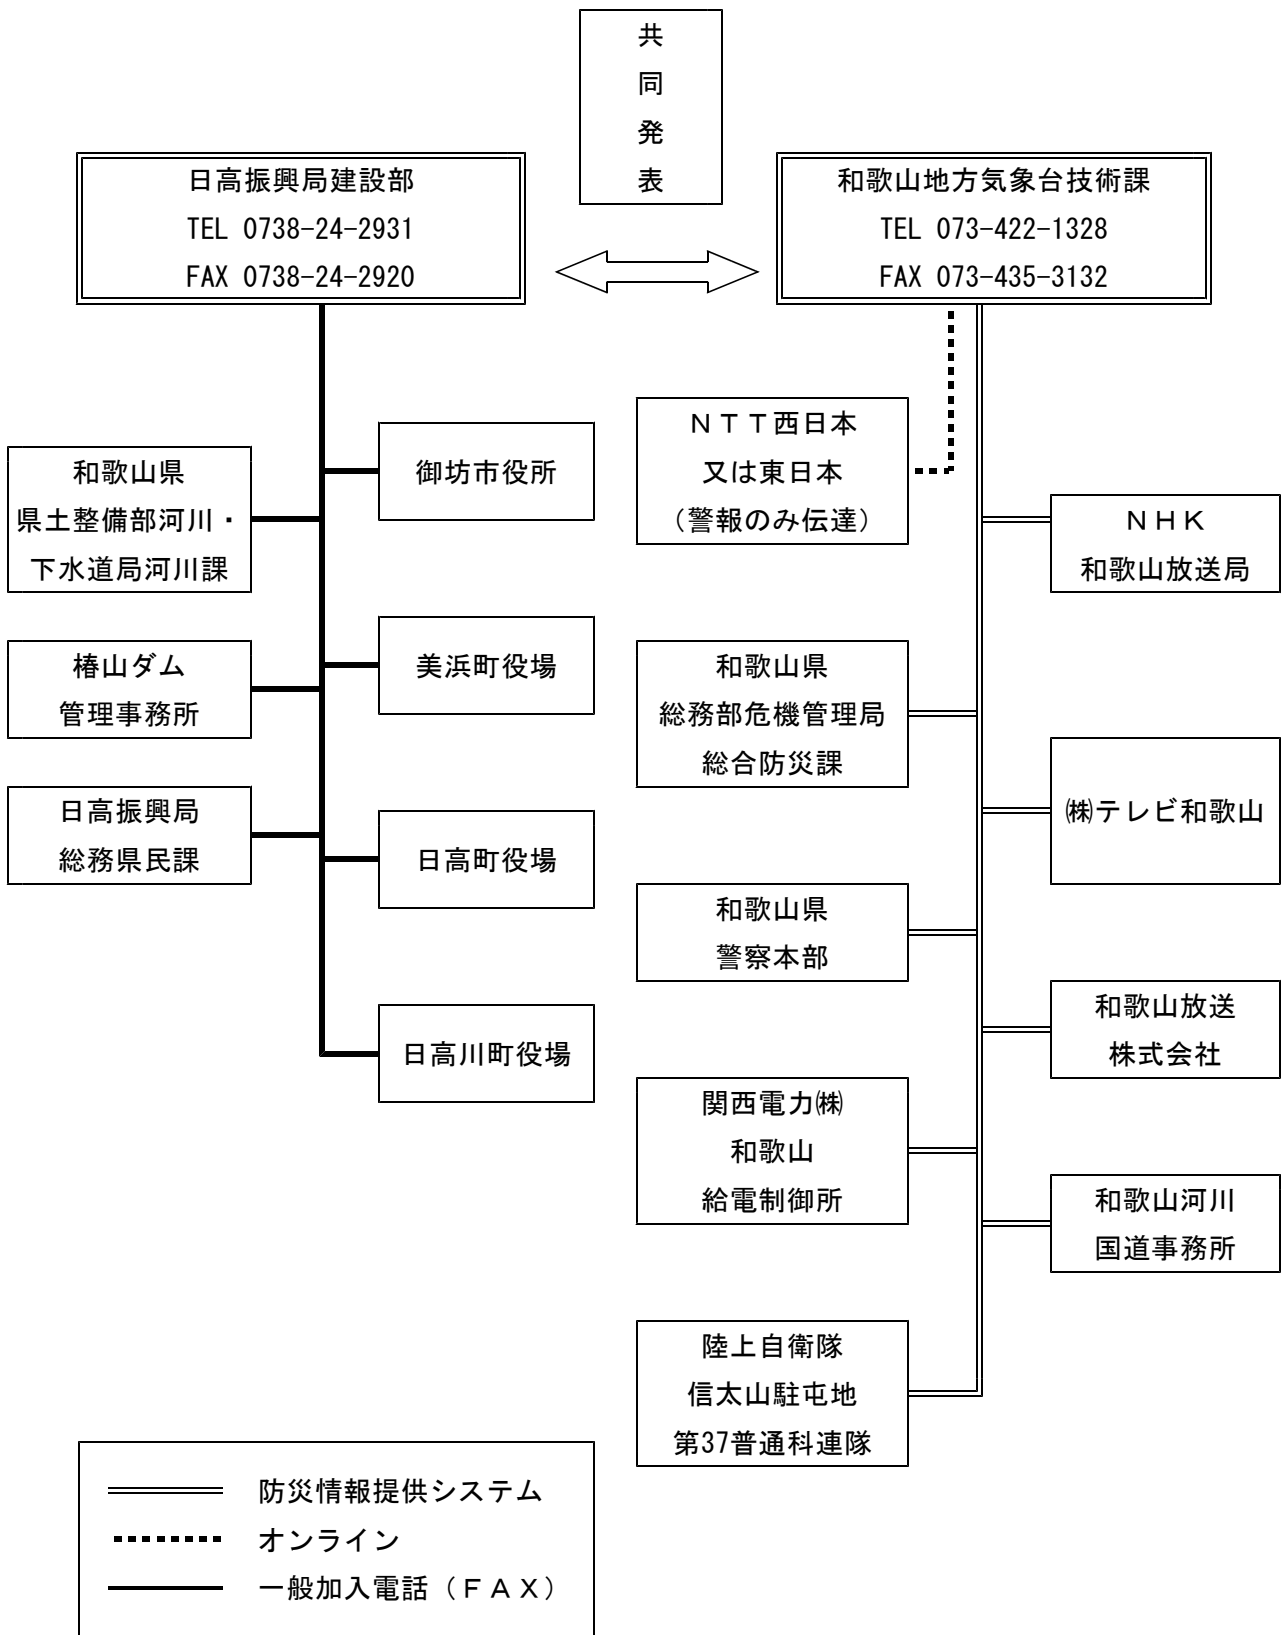 共
同
発
表
日高振興局建設部
TEL 0738-24-2931
FAX 0738-24-2920
和歌山地方気象台技術課
TEL 073-422-1328
FAX 073-435-3132
和歌山県
県土整備部河川・
下水道局河川課
椿山ダム
管理事務所
日高振興局
総務県民課
御坊市役所
美浜町役場
日高町役場
日高川町役場
ＮＴＴ西日本
又は東日本
（警報のみ伝達）
和歌山県
総務部危機管理局
総合防災課
和歌山県
警察本部
関西電力㈱
和歌山
給電制御所
陸上自衛隊
信太山駐屯地
第37普通科連隊
ＮＨＫ
和歌山放送局
㈱テレビ和歌山
和歌山放送
株式会社
和歌山河川
国道事務所
防災情報提供システム
オンライン
一般加入電話（ＦＡＸ）